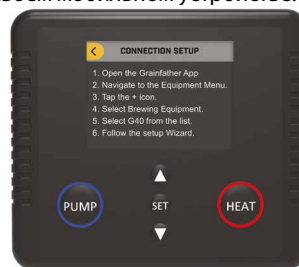 CONNECTION SETUP
1. Open the Grainfather App
2. Navigate to the Equipment Menu.
3. Tap the + icon.
4. Select Brewing Equipment.
5. Select G40 from the list.
6. Follow the setup Wizard.
PUMP
SET
HEAT